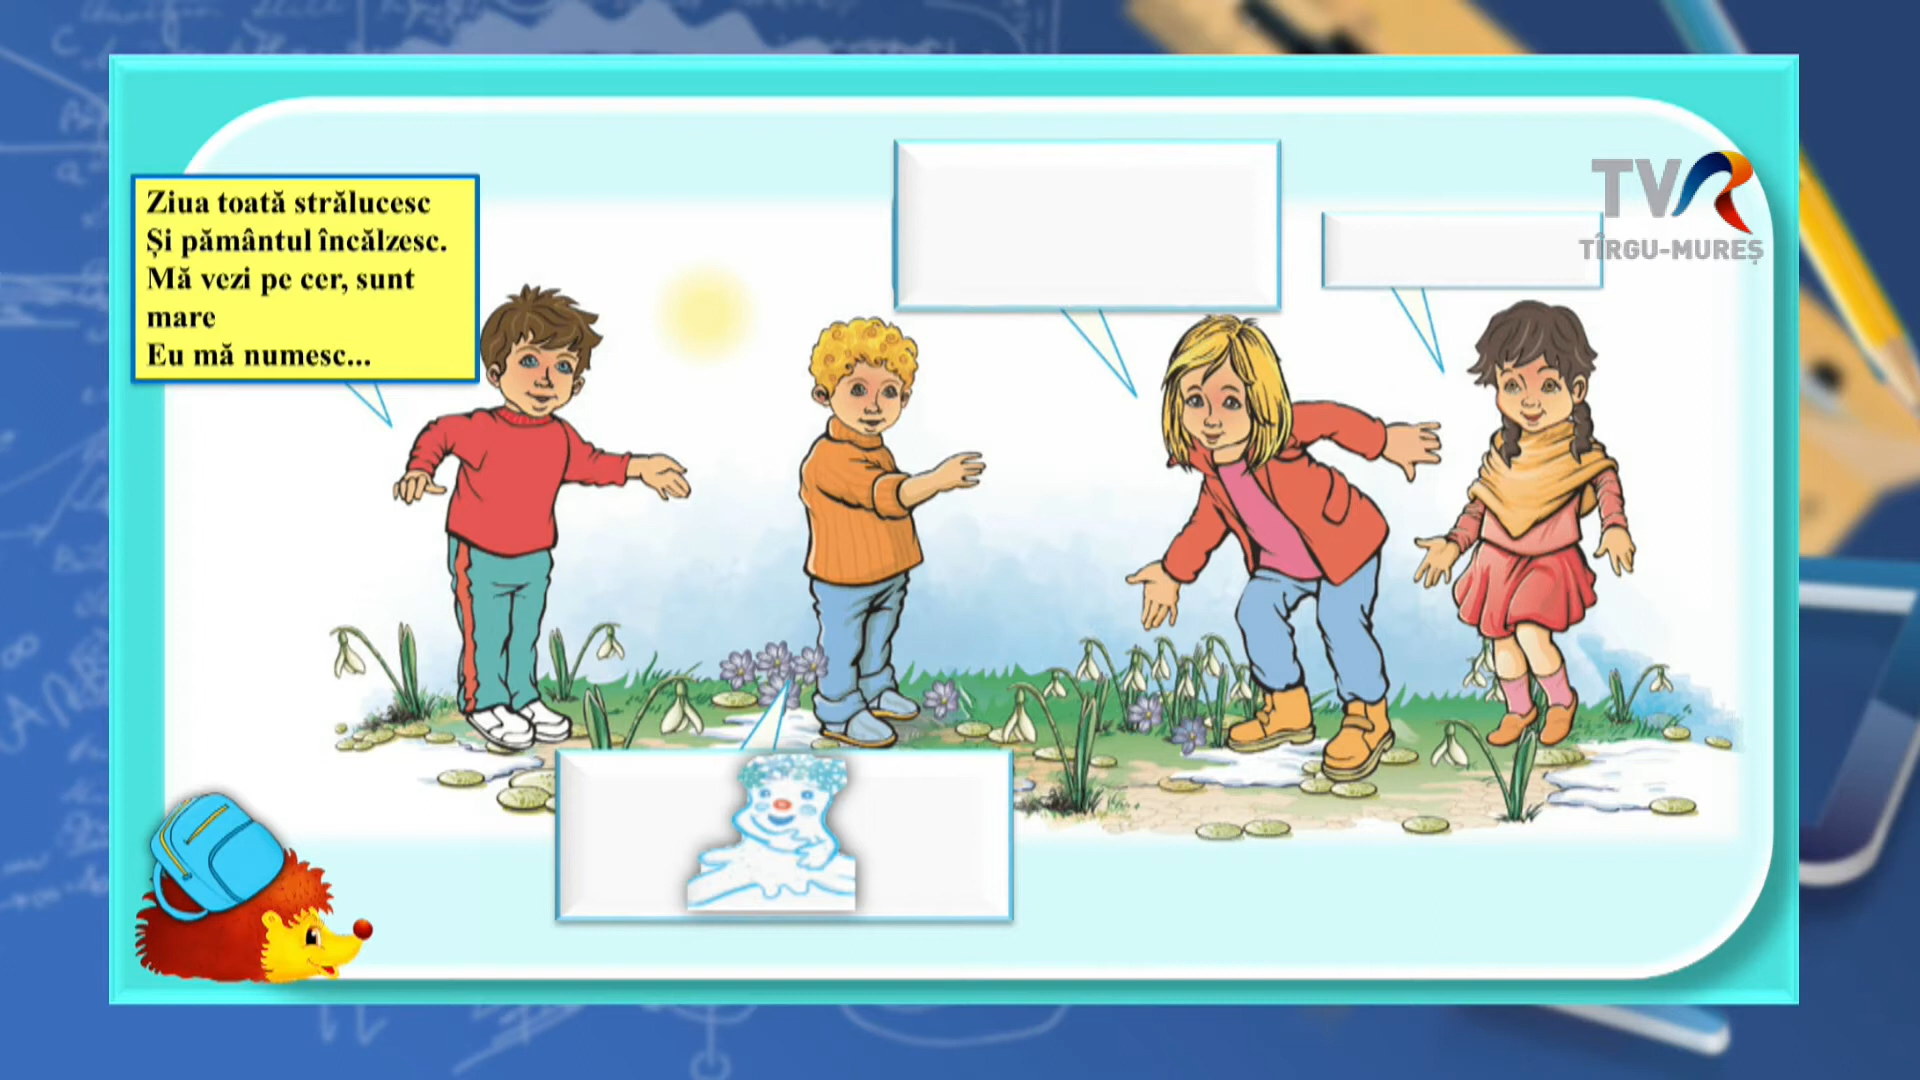 Ziua toată strălucesc
Și pământul încălzesc.
Mă vezi pe cer, sunt
mare
Eu mă numesc...
TVR
TÎRGU-MUREȘ